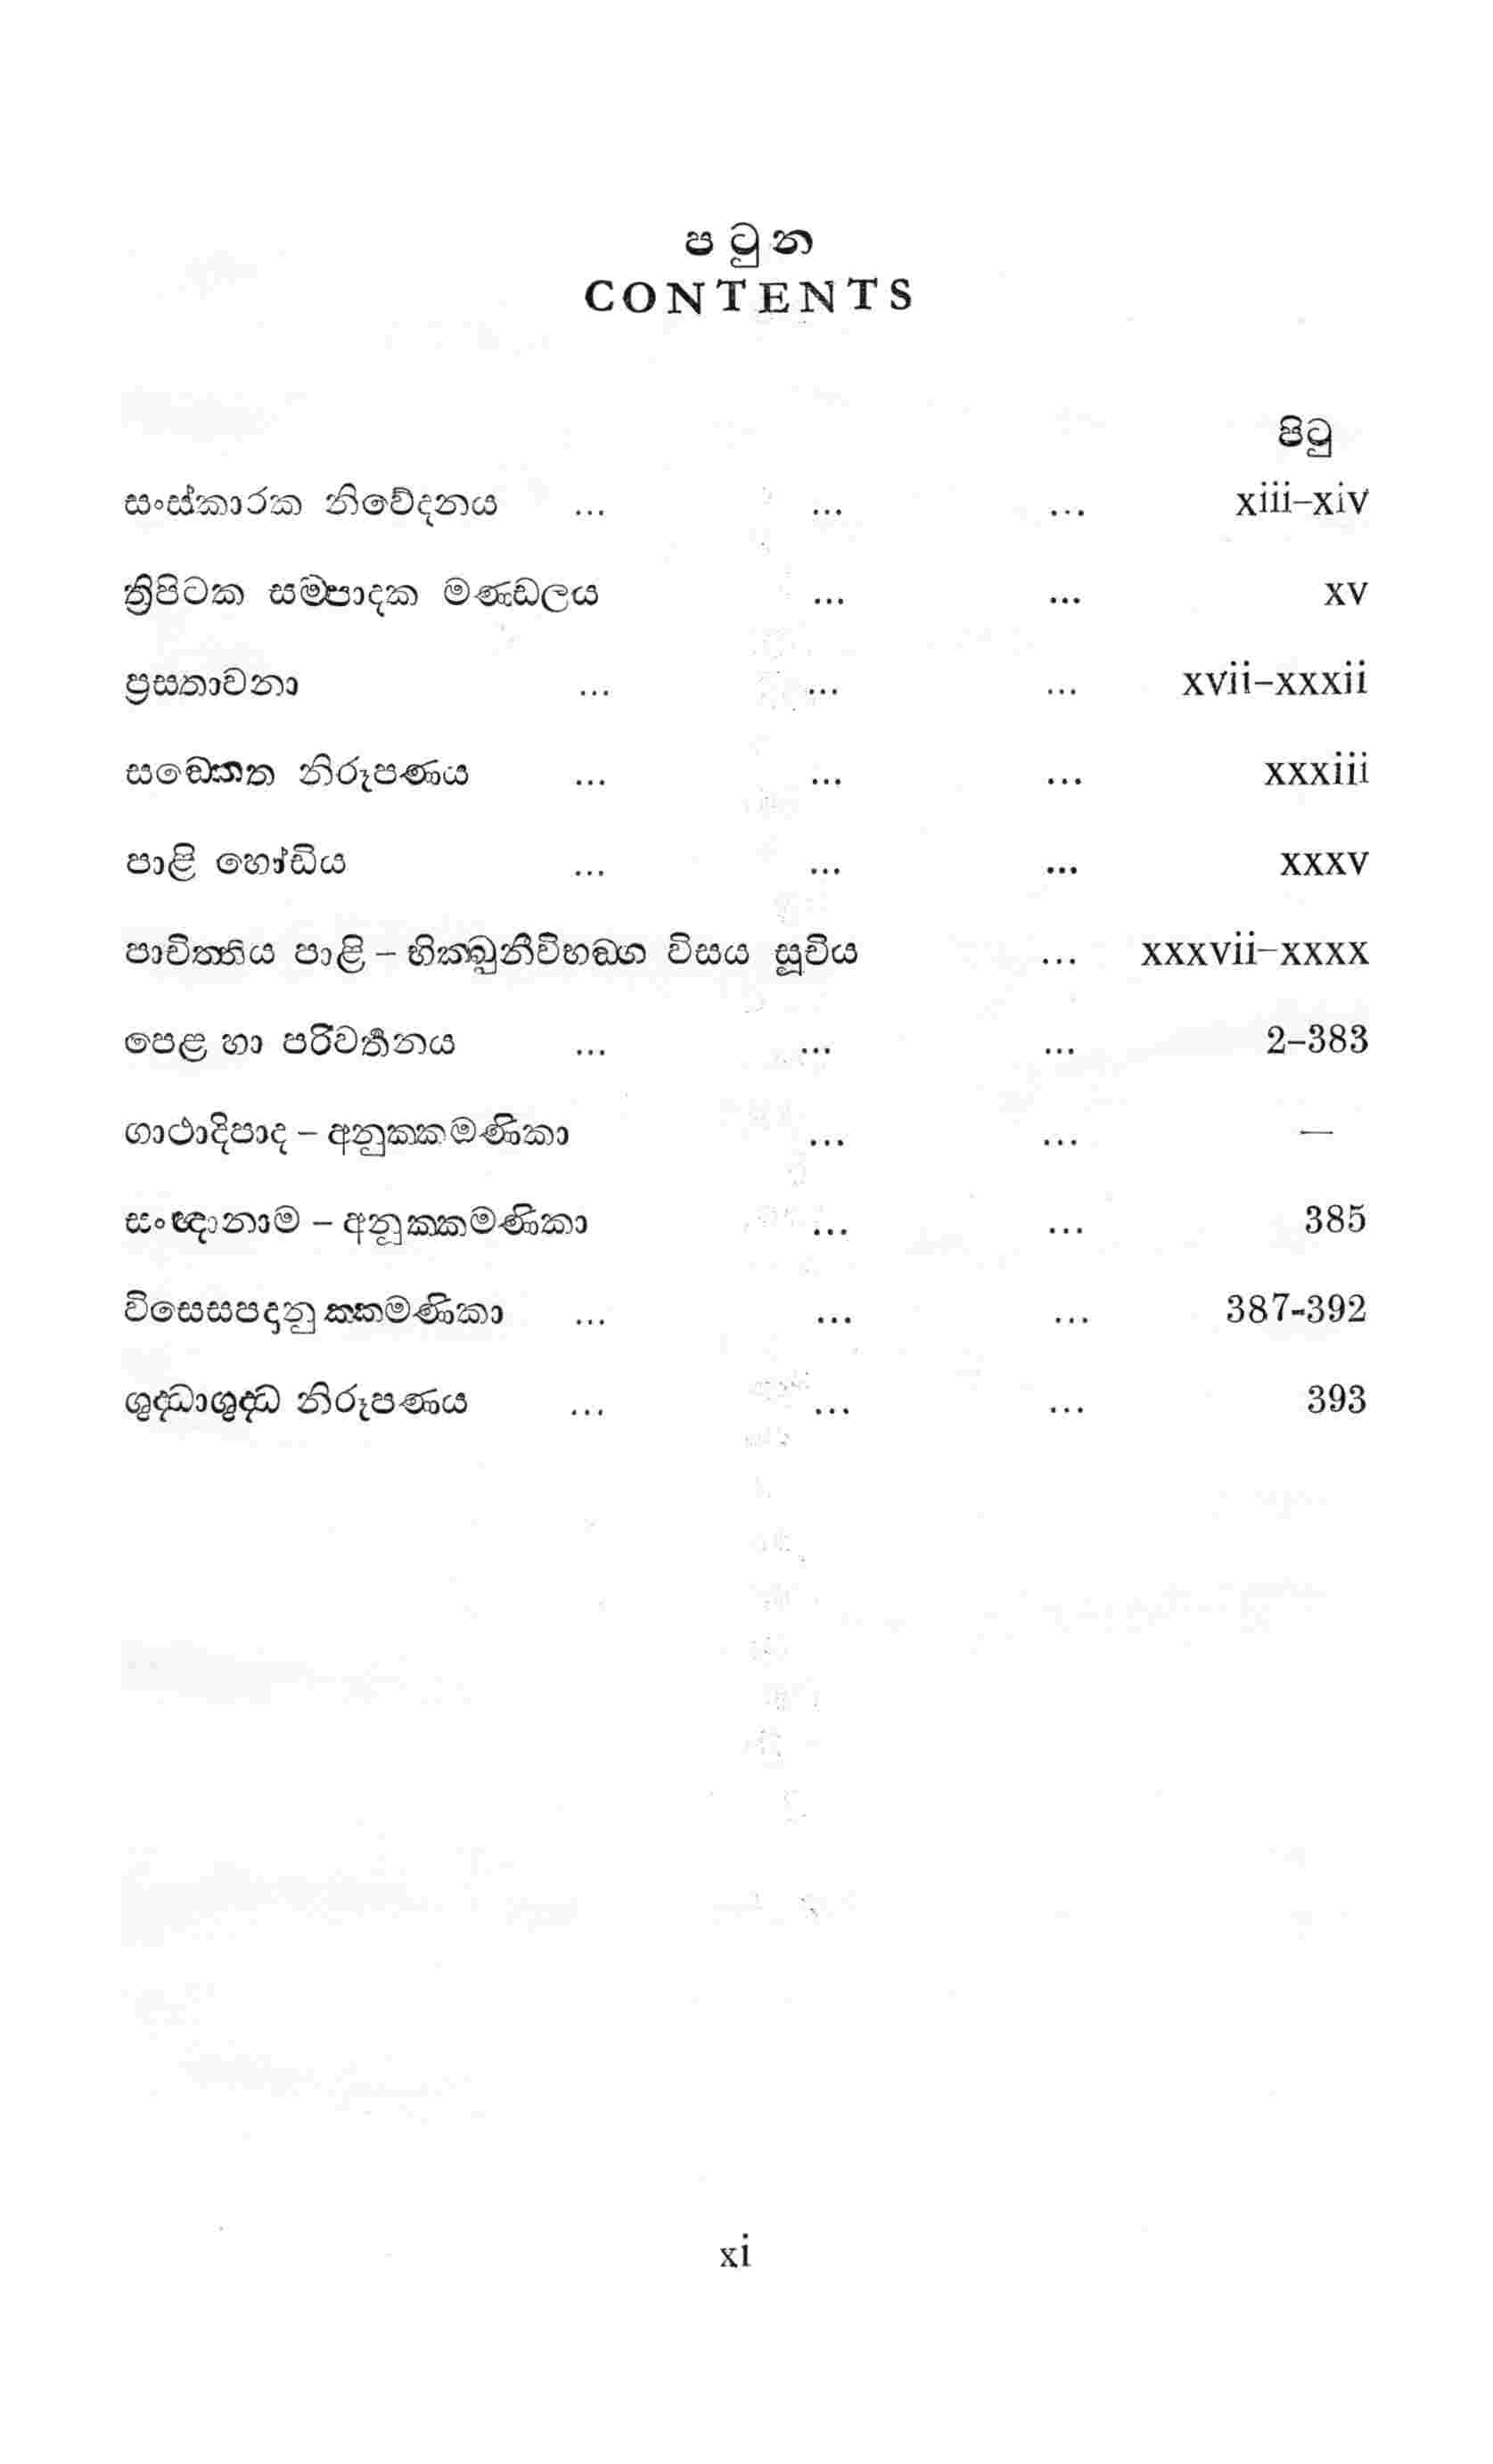 පටුන
CONTENTS
පිටු
සංස්කාරක නිවේදනය ... ... ... xiii–xiv
ත්‍රිපිටක සම්පාදක මණ්ඩලය ... ... xv
ප්‍රස්තාවනා ... ... ... xvii–xxxii
සඞ්කේත නිරූපණය ... ... ... xxxiii
පාළි හෝඩිය ... ... ... xxxv
පාචිත්තිය පාළි – භික්ඛුනීවිභඞ්ග විසය සූචිය ... xxxvii–xxxx
පෙළ හා පරිවර්තනය ... ... ... 2–383
ගාථාදිපාද – අනුක්කමණිකා ... ... —
සංඥානාම – අනූක්කමණිකා ... ... 385
විසෙසපදානුක්කමණිකා ... ... ... 387-392
ශුද්ධාශුද්ධ නිරූපණය ... ... ... 393
xi